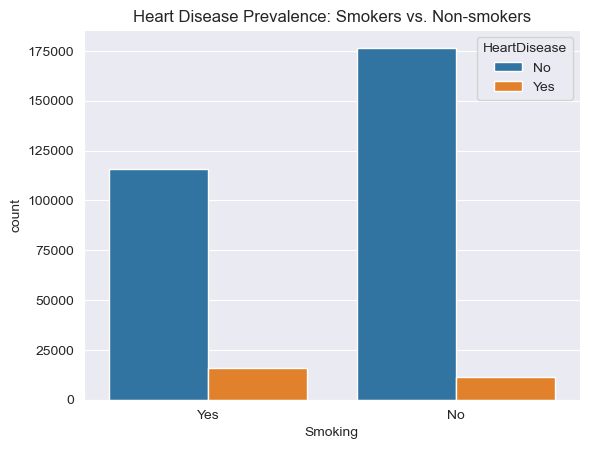 Heart Disease Prevalence: Smokers vs. Non-smokers
HeartDisease
No
Yes
175000
150000
125000
100000
75000
50000
25000
0
count
Yes
No
Smoking